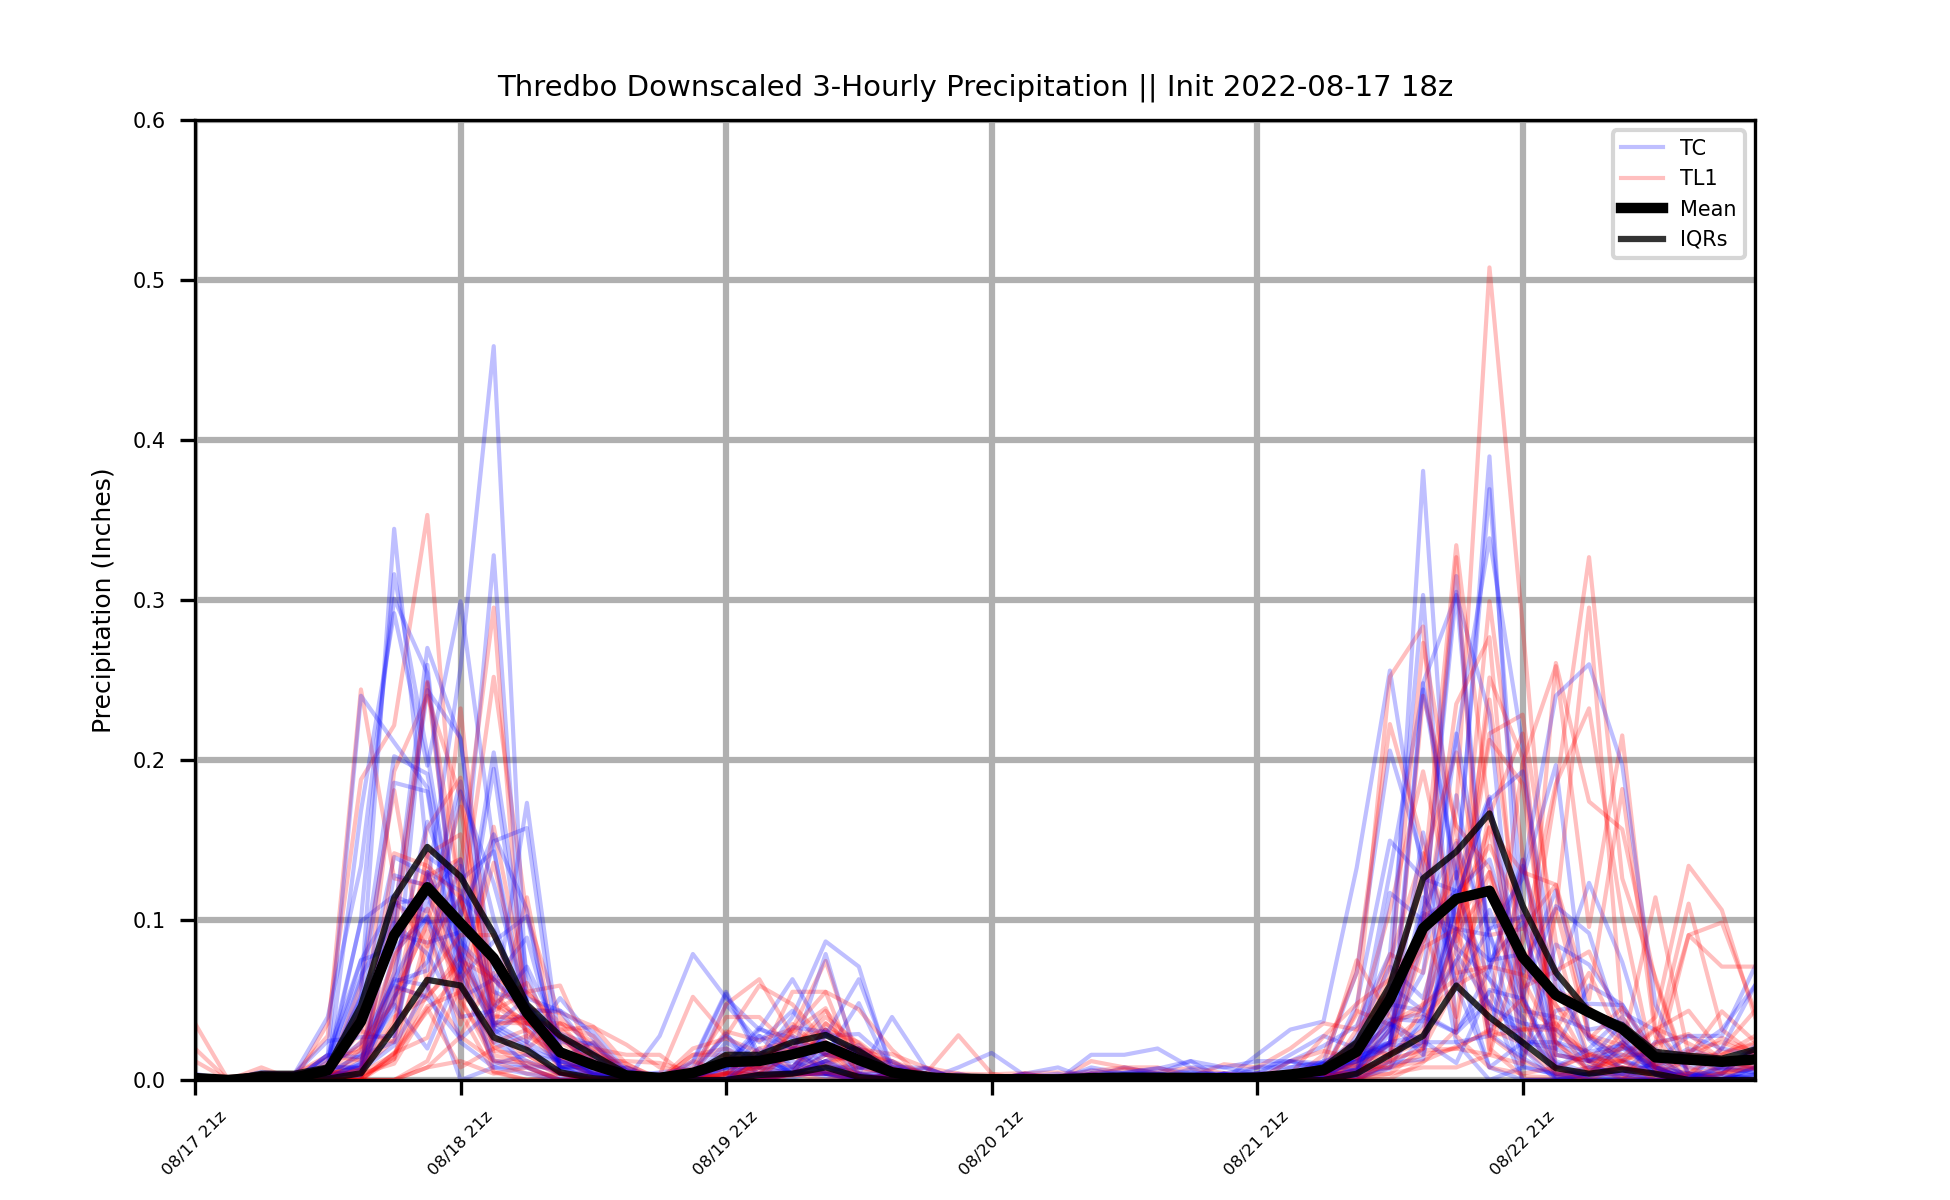 Thredbo Downscaled 3-Hourly Precipitation || Init 2022-08-17 18z
TC
TL1
Mean
IQRs
Precipitation (Inches)
0.6
0.5
0.4
0.3
0.2
0.1
0.0
08/17 21z
08/18 21z
08/19 21z
08/20 21z
08/21 21z
08/22 21z